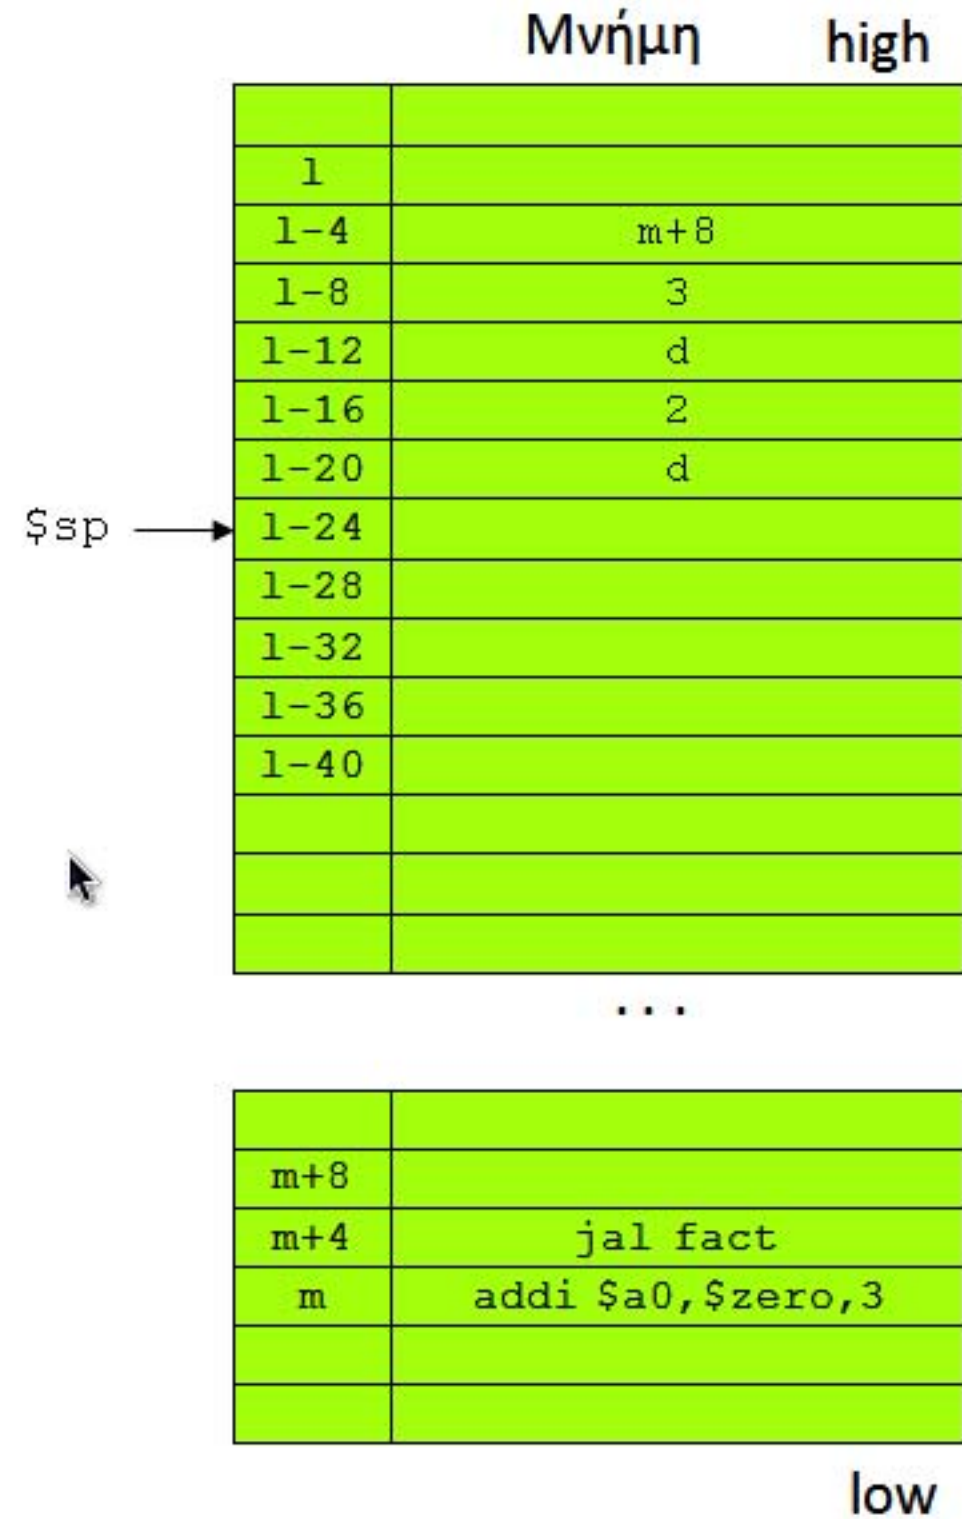 Μνήμη high
l
l-4 m+8
l-8 3
l-12 d
l-16 2
l-20 d
$sp l-24
l-28
l-32
l-36
l-40
...
m+8
m+4 jal fact
m addi $a0,$zero,3
low